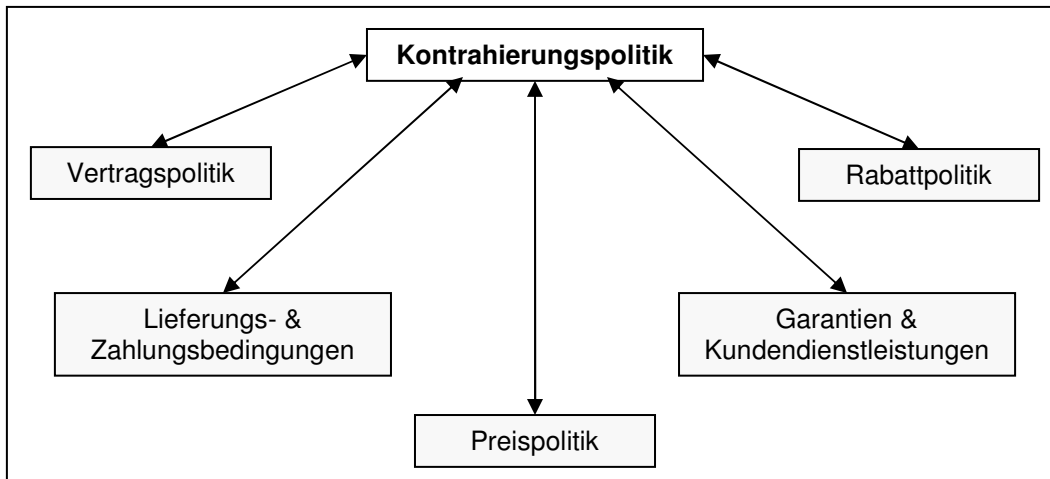 Kontrahierungspolitik
Vertragspolitik
Rabattpolitik
Lieferungs- &
Zahlungsbedingungen
Garantien &
Kundendienstleistungen
Preispolitik